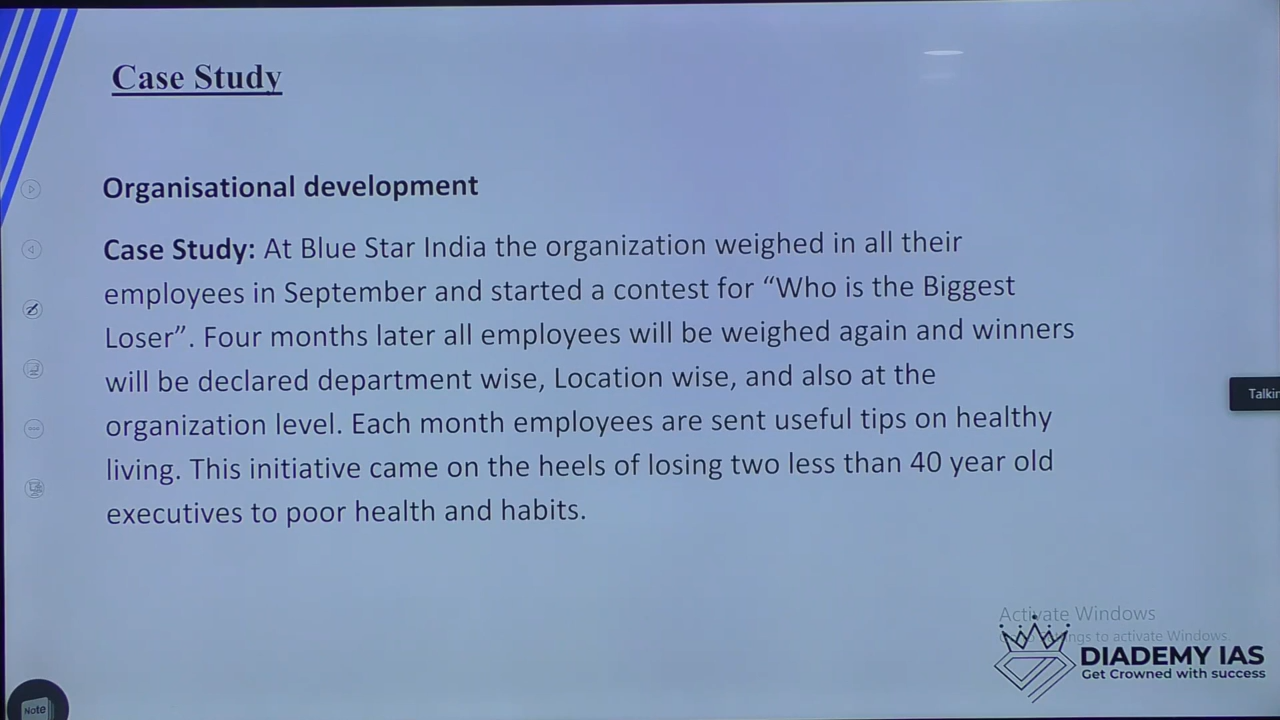 Case Study
Organisational development
Case Study: At Blue Star India the organization weighed in all their
employees in September and started a contest for “Who is the Biggest
Loser”. Four months later all employees will be weighed again and winners
will be declared department wise, Location wise, and also at the
organization level. Each month employees are sent useful tips on healthy
living. This initiative came on the heels of losing two less than 40 year old
executives to poor health and habits.
Talkin
Activate Windows
to activate Windows.
DIADEMY IAS
Get Crowned with success
Note